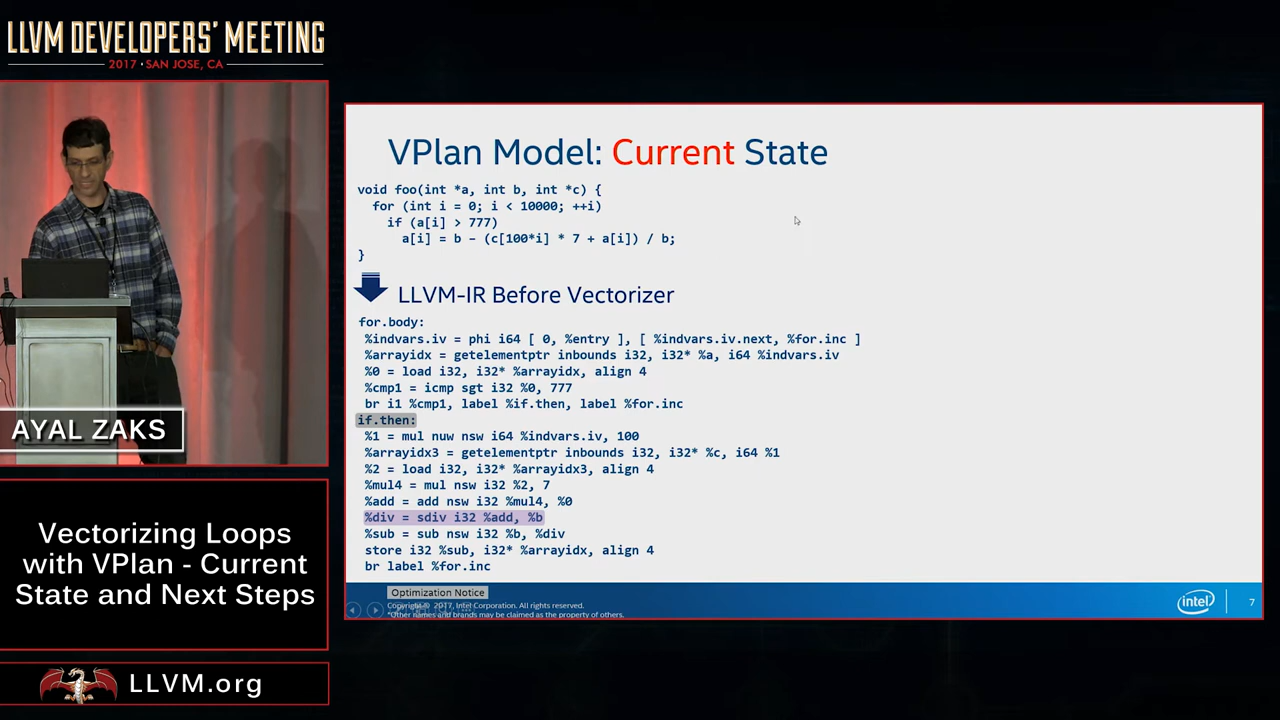 LLVM DEVELOPERS' MEETING
2017 · SAN JOSE, CA
AYAL ZAKS
Vectorizing Loops
with VPlan - Current
State and Next Steps
LLVM.org
VPlan Model: Current State
void foo(int *a, int b, int *c) {
for (int i = 0; i < 10000; ++i)
if (a[i] > 777)
a[i] = b – (c[100*i] * 7 + a[i]) / b;
}
LLVM-IR Before Vectorizer
for.body:
%indvars.iv = phi i64 [ 0, %entry ], [ %indvars.iv.next, %for.inc ]
%arrayidx = getelementptr inbounds i32, i32* %a, i64 %indvars.iv
%0 = load i32, i32* %arrayidx, align 4
%cmp1 = icmp sgt i32 %0, 777
br i1 %cmp1, label %if.then, label %for.inc
if.then:
%1 = mul nuw nsw i64 %indvars.iv, 100
%arrayidx3 = getelementptr inbounds i32, i32* %c, i64 %1
%2 = load i32, i32* %arrayidx3, align 4
%mul4 = mul nsw i32 %2, 7
%add = add nsw i32 %mul4, %0
%div = sdiv i32 %add, %b
%sub = sub nsw i32 %b, %div
store i32 %sub, i32* %arrayidx, align 4
br label %for.inc
Optimization Notice
Copyright © 2017, Intel Corporation. All rights reserved.
*Other names and brands may be claimed as the property of others.
intel
7